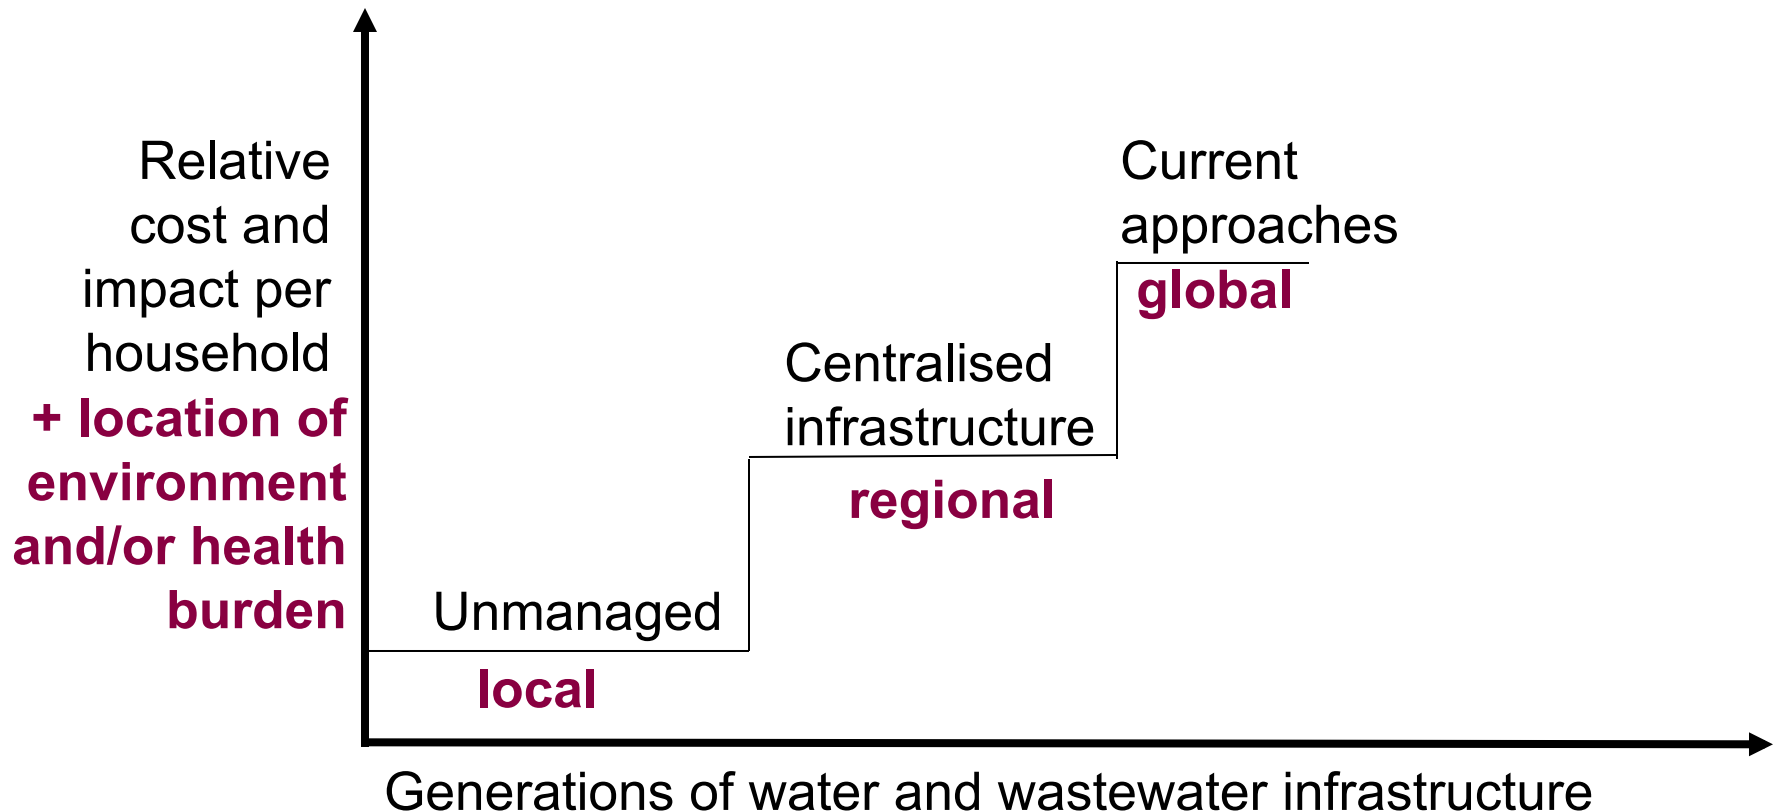 Relative
cost and
impact per
household
+ location of
environment
and/or health
burden
Current
approaches
global
Centralised
infrastructure
regional
Unmanaged
local
Generations of water and wastewater infrastructure